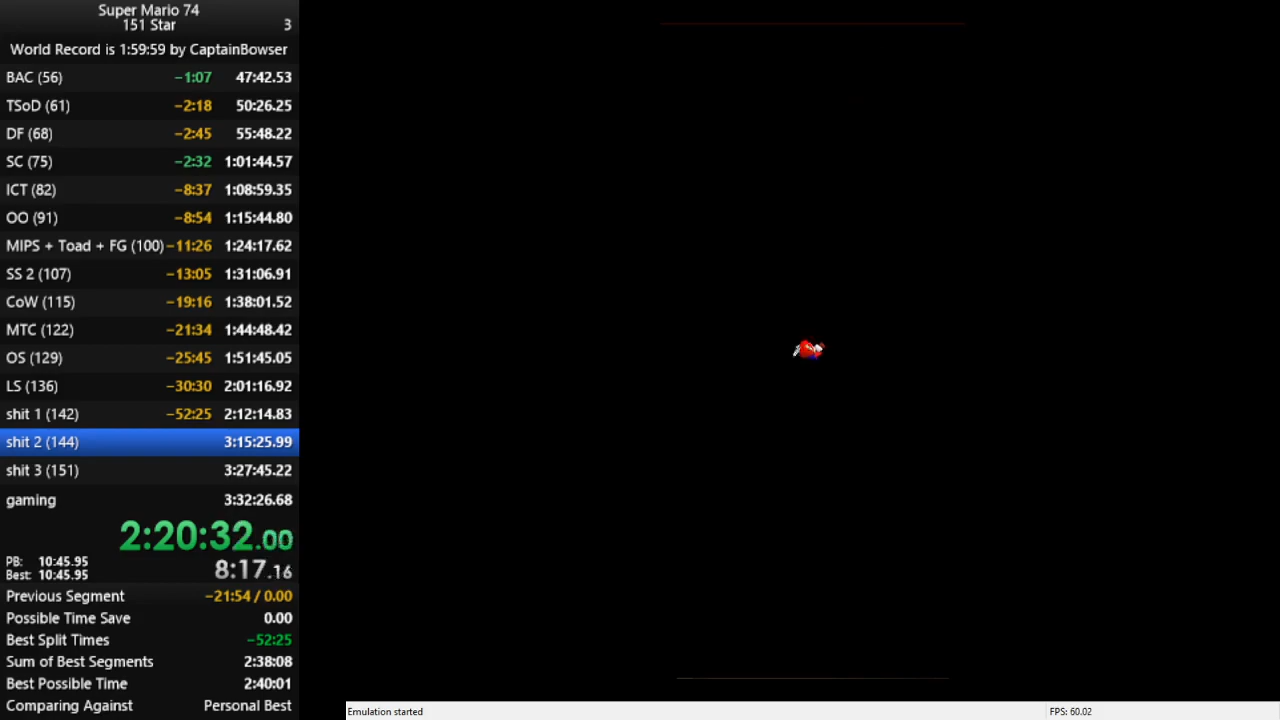 Super Mario 74
151 Star 3
World Record is 1:59:59 by CaptainBowser
BAC (56) −1:07 47:42.53
TSoD (61) −2:18 50:26.25
DF (68) −2:45 55:48.22
SC (75) −2:32 1:01:44.57
ICT (82) −8:37 1:08:59.35
OO (91) −8:54 1:15:44.80
MIPS + Toad + FG (100) −11:26 1:24:17.62
SS 2 (107) −13:05 1:31:06.91
CoW (115) −19:16 1:38:01.52
MTC (122) −21:34 1:44:48.42
OS (129) −25:45 1:51:45.05
LS (136) −30:30 2:01:16.92
shit 1 (142) −52:25 2:12:14.83
shit 2 (144) 3:15:25.99
shit 3 (151) 3:27:45.22
gaming 3:32:26.68
2:20:32.00
PB: 10:45.95
Best: 10:45.95
8:17.16
Previous Segment −21:54 / 0.00
Possible Time Save 0.00
Best Split Times −52:25
Sum of Best Segments 2:38:08
Best Possible Time 2:40:01
Comparing Against Personal Best
Emulation started FPS: 60.02